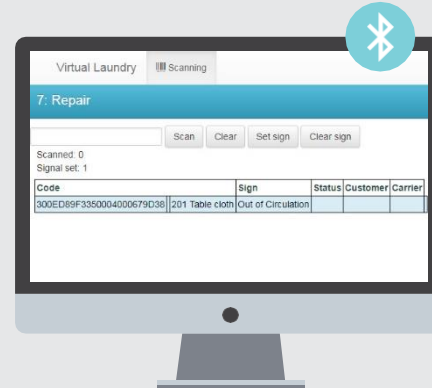 Virtual Laundry Scanning
7: Repair
Scan Clear Set sign Clear sign
Scanned: 0
Signal set: 1
Code Sign Status Customer Carrier
300ED89F3350004000679D38 201 Table cloth Out of Circulation